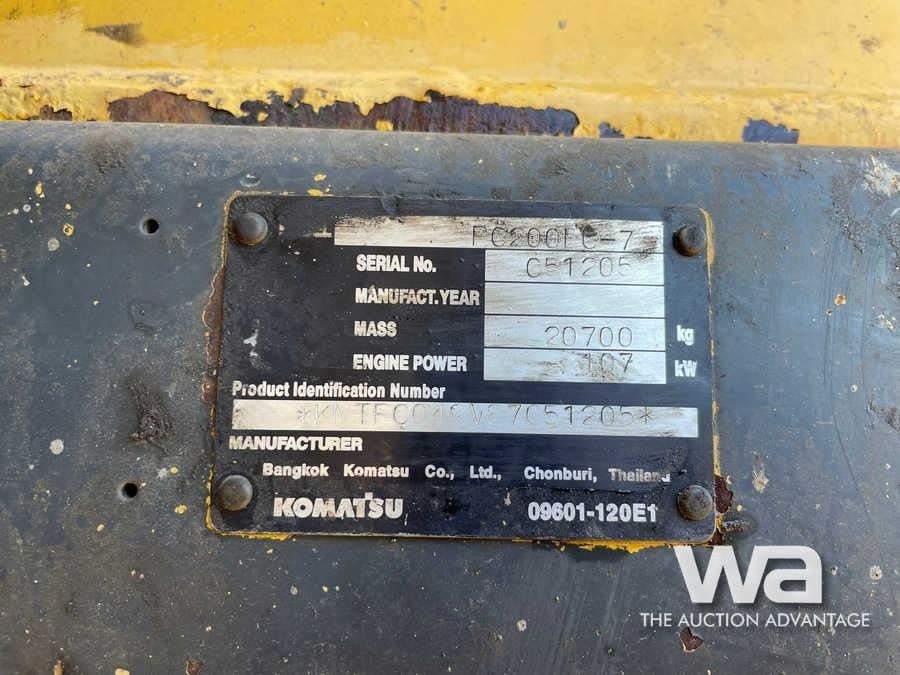 PC200LC-7
SERIAL No. C51205
MANUFACT.YEAR
MASS 20700 kg
ENGINE POWER 107 kW
Product Identification Number
MANUFACTURER
Bangkok Komatsu Co., Ltd., Chonburi, Thailand
KOMATSU 09601-120E1
wa
THE AUCTION ADVANTAGE